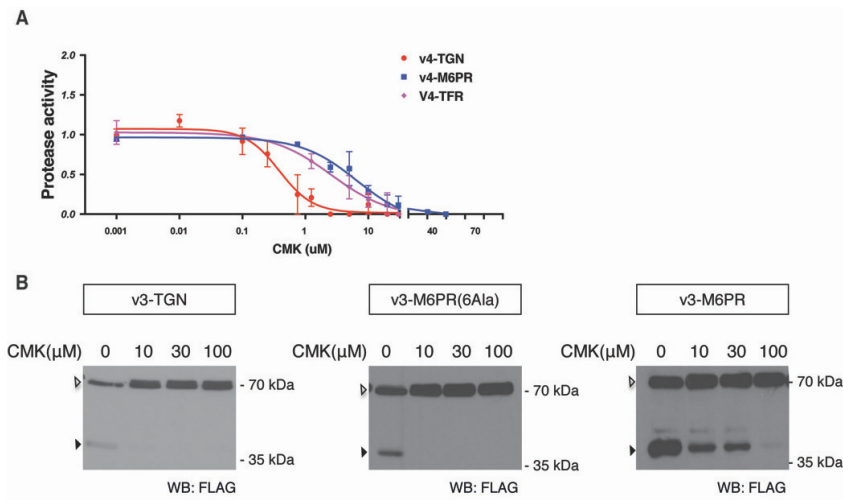 A
2.0
1.5
1.0
0.5
0.0
Protease activity
v4-TGN
v4-M6PR
V4-TFR
0.001 0.01 0.1 1 10 40 70
CMK (uM)
B
v3-TGN v3-M6PR(6Ala) v3-M6PR
CMK(μM) 0 10 30 100 CMK(μM) 0 10 30 100 CMK(μM) 0 10 30 100
- 70 kDa - 70 kDa - 70 kDa
- 35 kDa - 35 kDa - 35 kDa
WB: FLAG WB: FLAG WB: FLAG